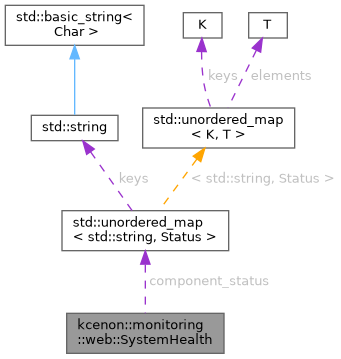 std::basic_string<
Char >
K
T
keys
elements
std::string
std::unordered_map
< K, T >
keys
< std::string, Status >
std::unordered_map
< std::string, Status >
component_status
kcenon::monitoring
::web::SystemHealth